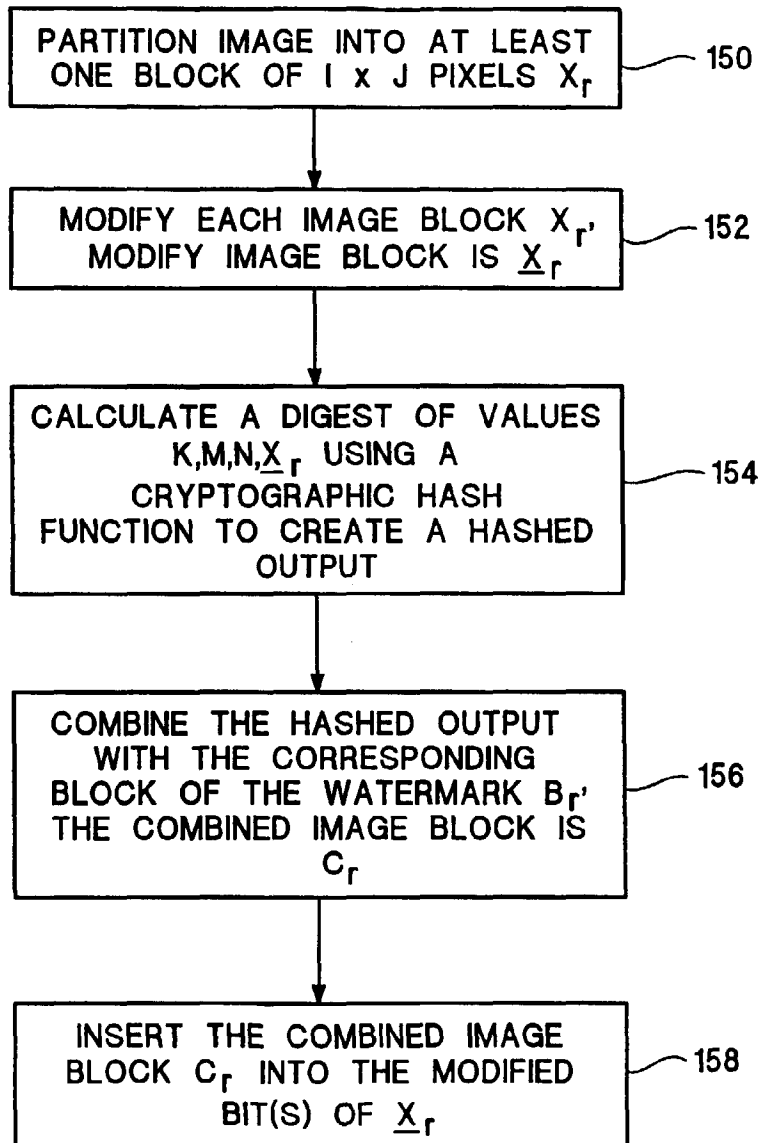 PARTITION IMAGE INTO AT LEAST
ONE BLOCK OF I x J PIXELS Xr
150
MODIFY EACH IMAGE BLOCK Xr,
MODIFY IMAGE BLOCK IS Xr
152
CALCULATE A DIGEST OF VALUES
K,M,N,Xr USING A
CRYPTOGRAPHIC HASH
FUNCTION TO CREATE A HASHED
OUTPUT
154
COMBINE THE HASHED OUTPUT
WITH THE CORRESPONDING
BLOCK OF THE WATERMARK Br,
THE COMBINED IMAGE BLOCK IS
Cr
156
INSERT THE COMBINED IMAGE
BLOCK Cr INTO THE MODIFIED
BIT(S) OF Xr
158